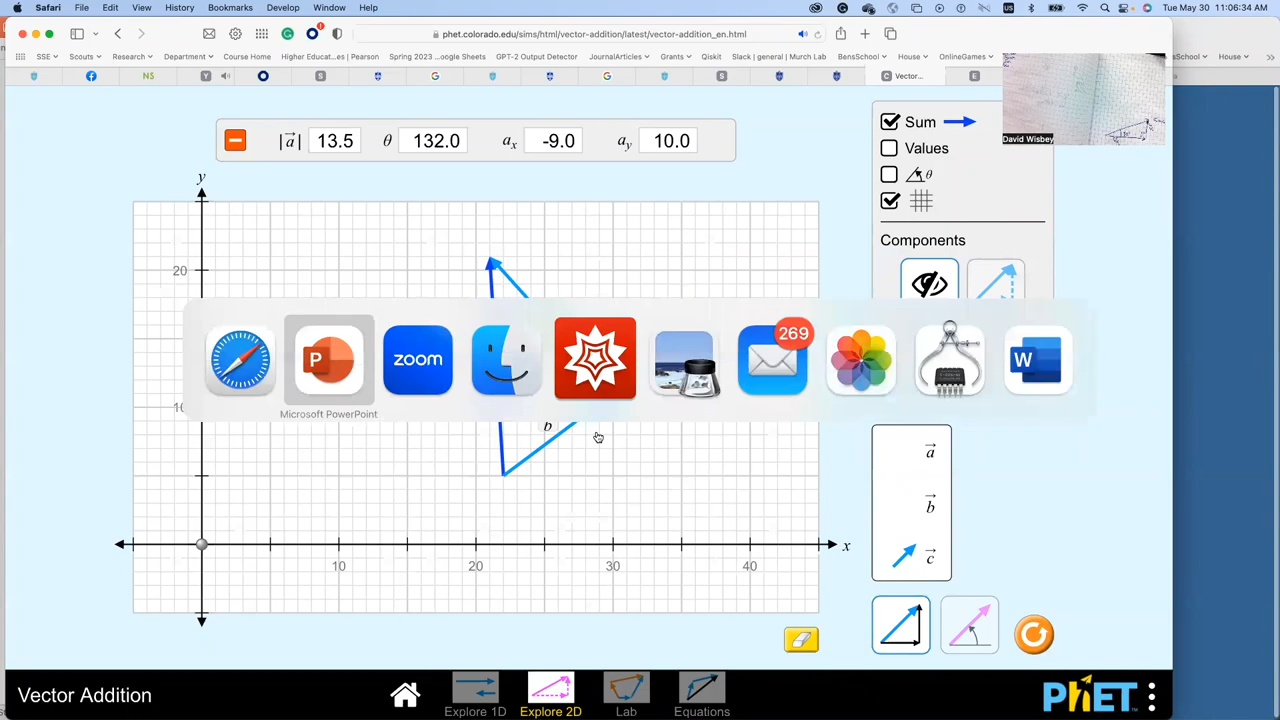 Safari File Edit View History Bookmarks Develop Window Help
US
Tue May 30 11:06:34 AM
phet.colorado.edu/sims/html/vector-addition/latest/vector-addition_en.html
SSE Scouts Research Department Course Home Higher Educat...es | Pearson Spring 2023 ...oogle Sheets GPT-2 Output Detector JournalArticles Grants Qiskit Slack | general | Murch Lab BensSchool House OnlineGames
NS Y S G G S C Vector... E
David Wisbey
|a⃗| 13.5 θ 132.0 aₓ -9.0 a_y 10.0
Sum
Values
θ
Components
y
20
10
b
x
10 20 30 40
P
zoom
269
W
Microsoft PowerPoint
a⃗
b⃗
c⃗
Vector Addition
Explore 1D
Explore 2D
Lab
Equations
PhET